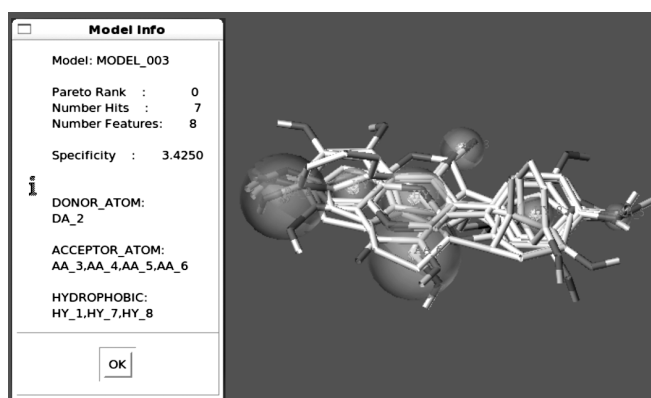 Model Info
Model: MODEL_003
Pareto Rank : 0
Number Hits : 7
Number Features: 8
Specificity : 3.4250
DONOR_ATOM:
DA_2
ACCEPTOR_ATOM:
AA_3,AA_4,AA_5,AA_6
HYDROPHOBIC:
HY_1,HY_7,HY_8
OK